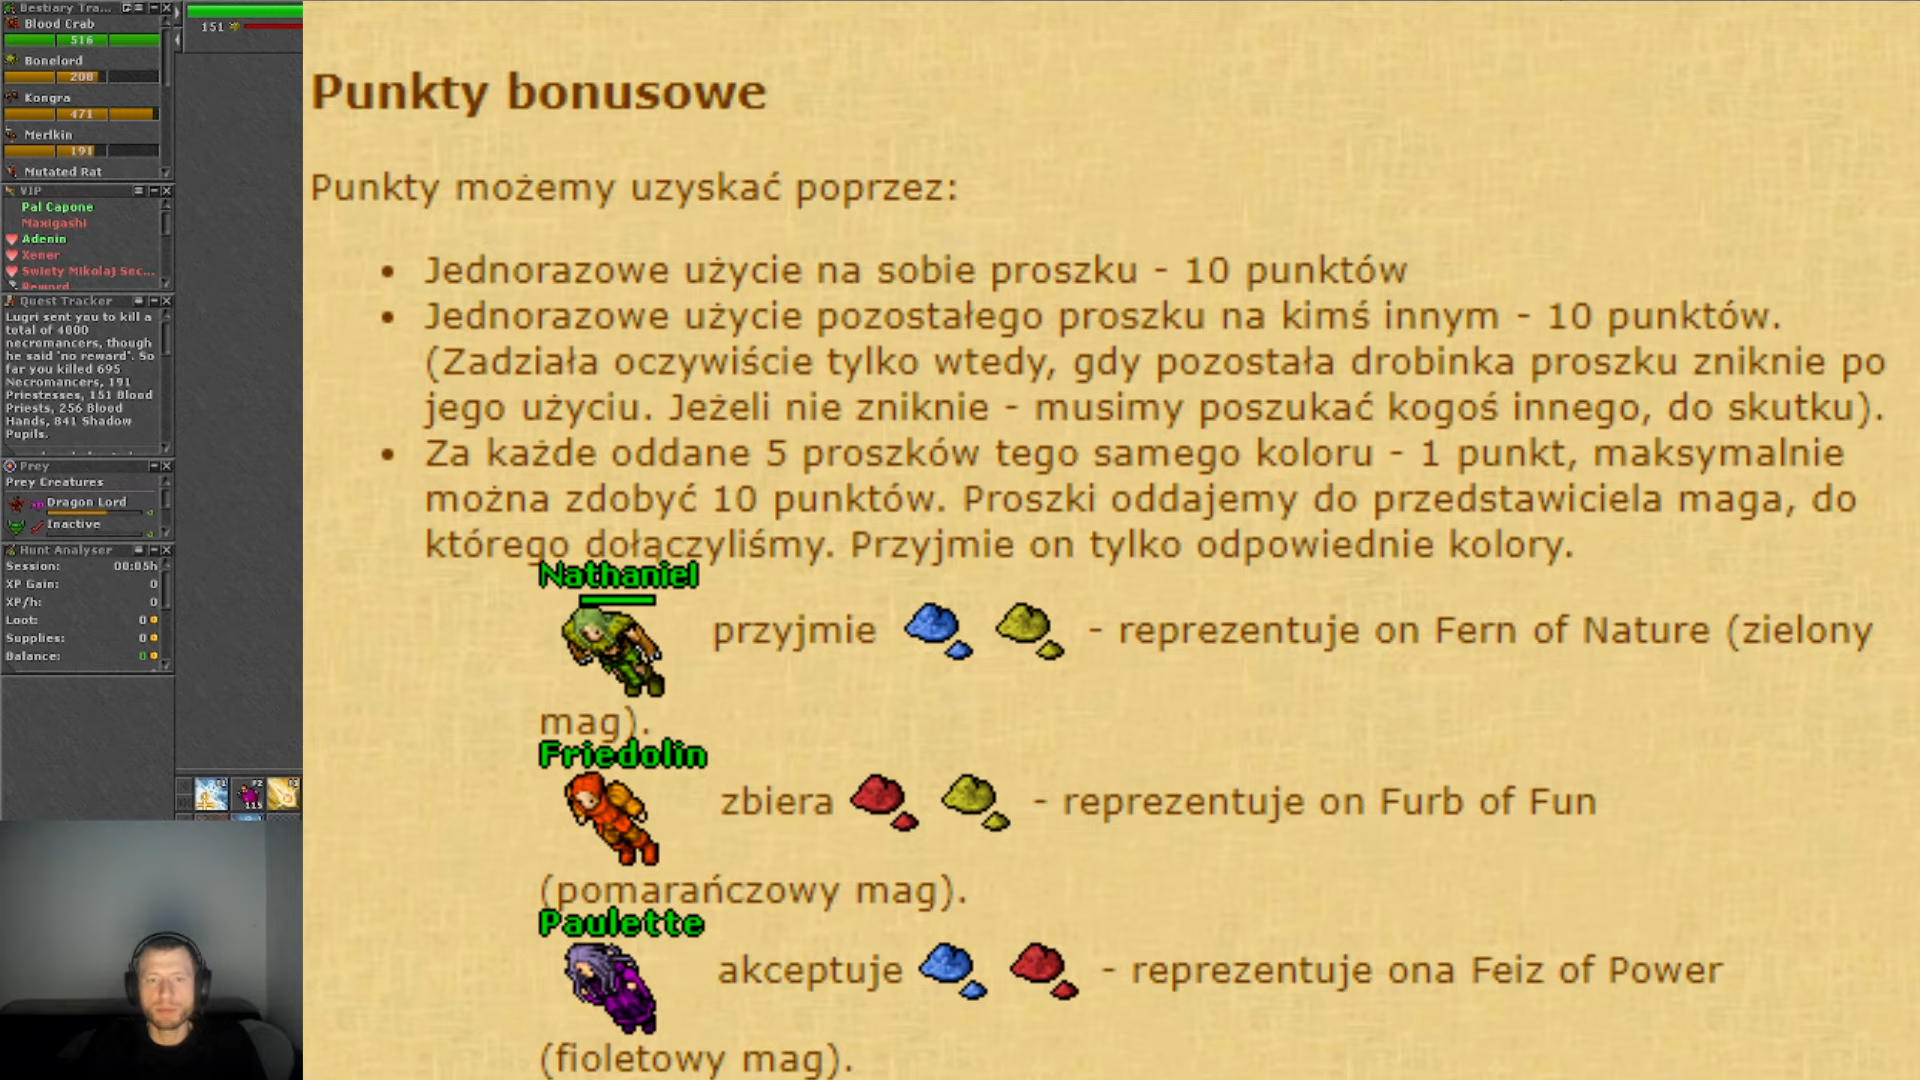 Bestiary Tra...
Blood Crab
516
Bonelord
208
Kongra
471
Merlkin
191
Mutated Rat
VIP
Pal Capone
Maxigashi
Adenin
Xener
Swiety Mikolaj Sec...
Quest Tracker
Lugri sent you to kill a
total of 4000
necromancers, though
he said 'no reward'. So
far you killed 695
Necromancers, 191
Priestesses, 151 Blood
Priests, 256 Blood
Hands, 841 Shadow
Pupils.
Prey
Prey Creatures
Dragon Lord
Inactive
Hunt Analyser
Session: 00:05h
XP Gain: 0
XP/h: 0
Loot: 0
Supplies: 0
Balance: 0
151
Punkty bonusowe
Punkty możemy uzyskać poprzez:
• Jednorazowe użycie na sobie proszku - 10 punktów
• Jednorazowe użycie pozostałego proszku na kimś innym - 10 punktów.
(Zadziała oczywiście tylko wtedy, gdy pozostała drobinka proszku zniknie po
jego użyciu. Jeżeli nie zniknie - musimy poszukać kogoś innego, do skutku).
• Za każde oddane 5 proszków tego samego koloru - 1 punkt, maksymalnie
można zdobyć 10 punktów. Proszki oddajemy do przedstawiciela maga, do
którego dołączyliśmy. Przyjmie on tylko odpowiednie kolory.
Nathaniel
przyjmie - reprezentuje on Fern of Nature (zielony
mag).
Friedolin
zbiera - reprezentuje on Furb of Fun
(pomarańczowy mag).
Paulette
akceptuje - reprezentuje ona Feiz of Power
(fioletowy mag).